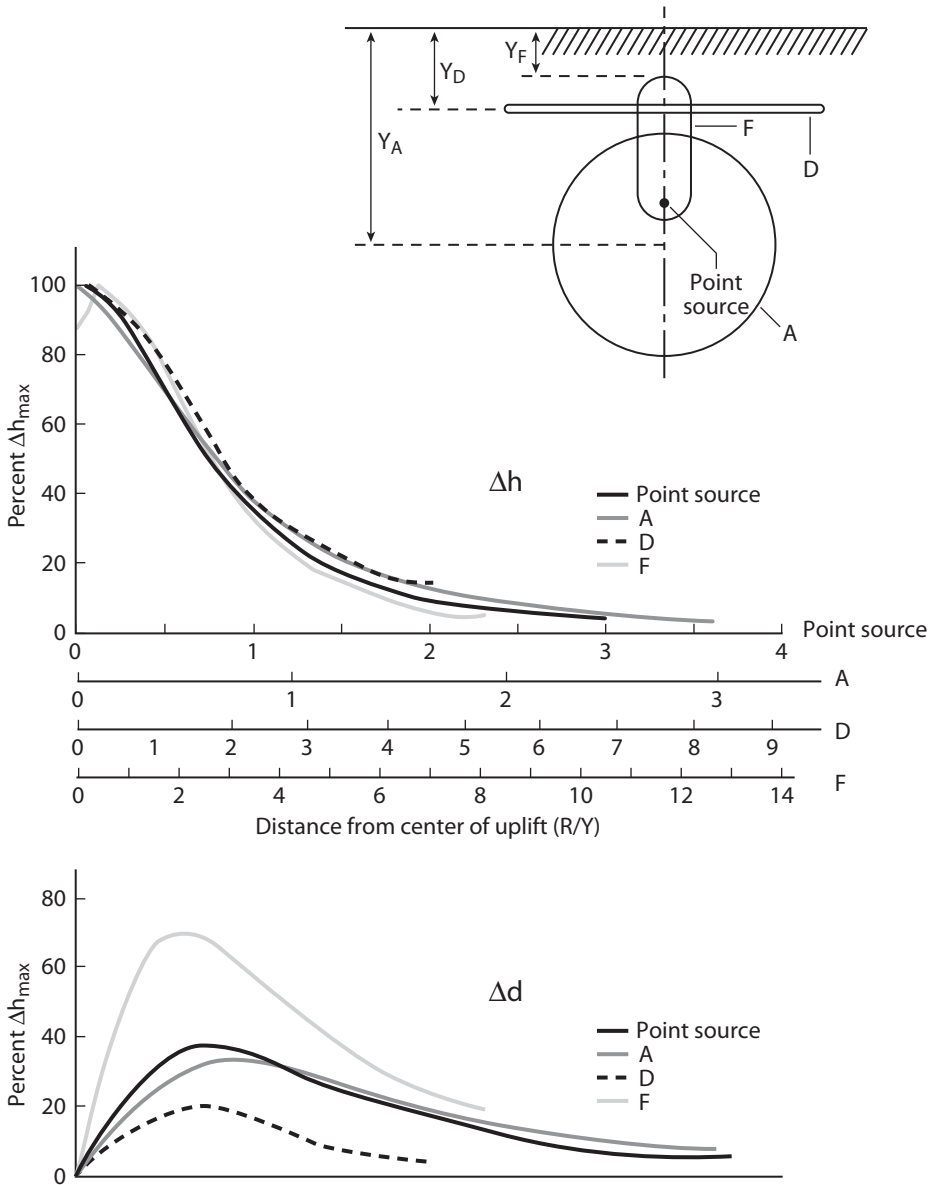 Y_F
Y_D
Y_A
F
D
Point
source
A
100
80
60
40
20
0
Percent Δh_max
Δh
Point source
A
D
F
0 1 2 3 4 Point source
0 1 2 3 A
0 1 2 3 4 5 6 7 8 9 D
0 2 4 6 8 10 12 14 F
Distance from center of uplift (R/Y)
80
60
40
20
0
Percent Δh_max
Δd
Point source
A
D
F